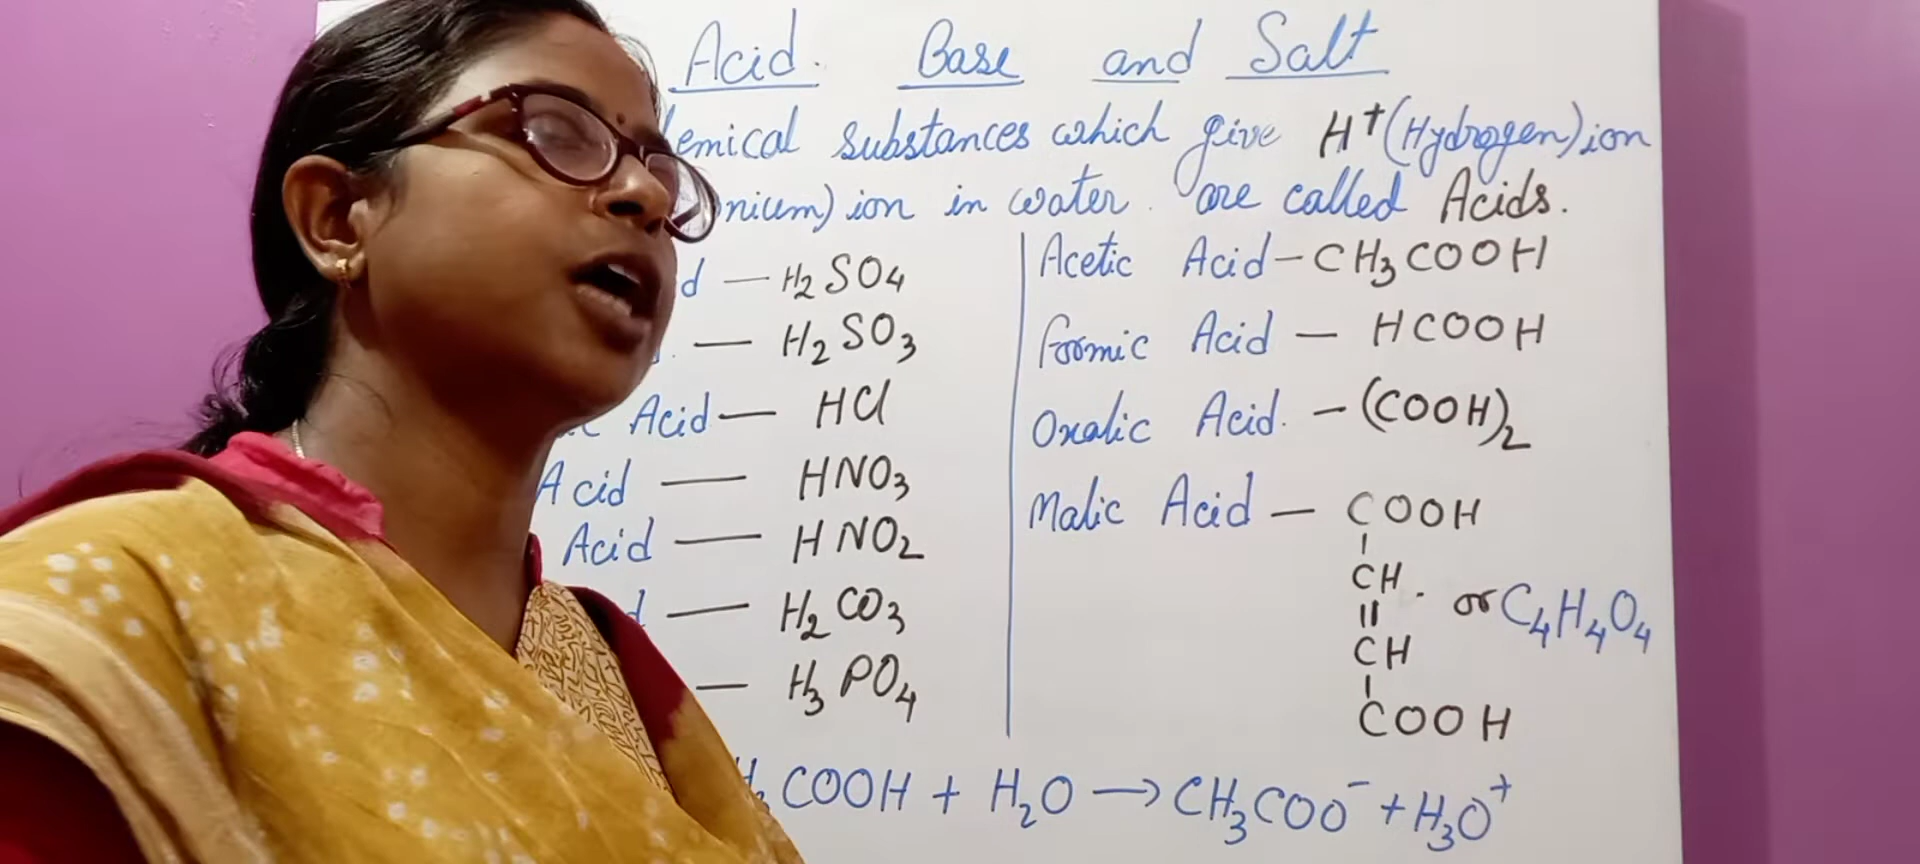 Acid. Base and Salt
emical substances which give H⁺(Hydrogen)ion
nium) ion in water. are called Acids.
d — H₂SO₄
— H₂SO₃
c Acid — HCl
Acid — HNO₃
Acid — HNO₂
d — H₂CO₃
— H₃PO₄
Acetic Acid - CH₃COOH
Formic Acid — HCOOH
Oxalic Acid. — (COOH)₂
Malic Acid — COOH
CH. or C₄H₄O₄
CH
COOH
COOH + H₂O → CH₃COO⁻ + H₃O⁺